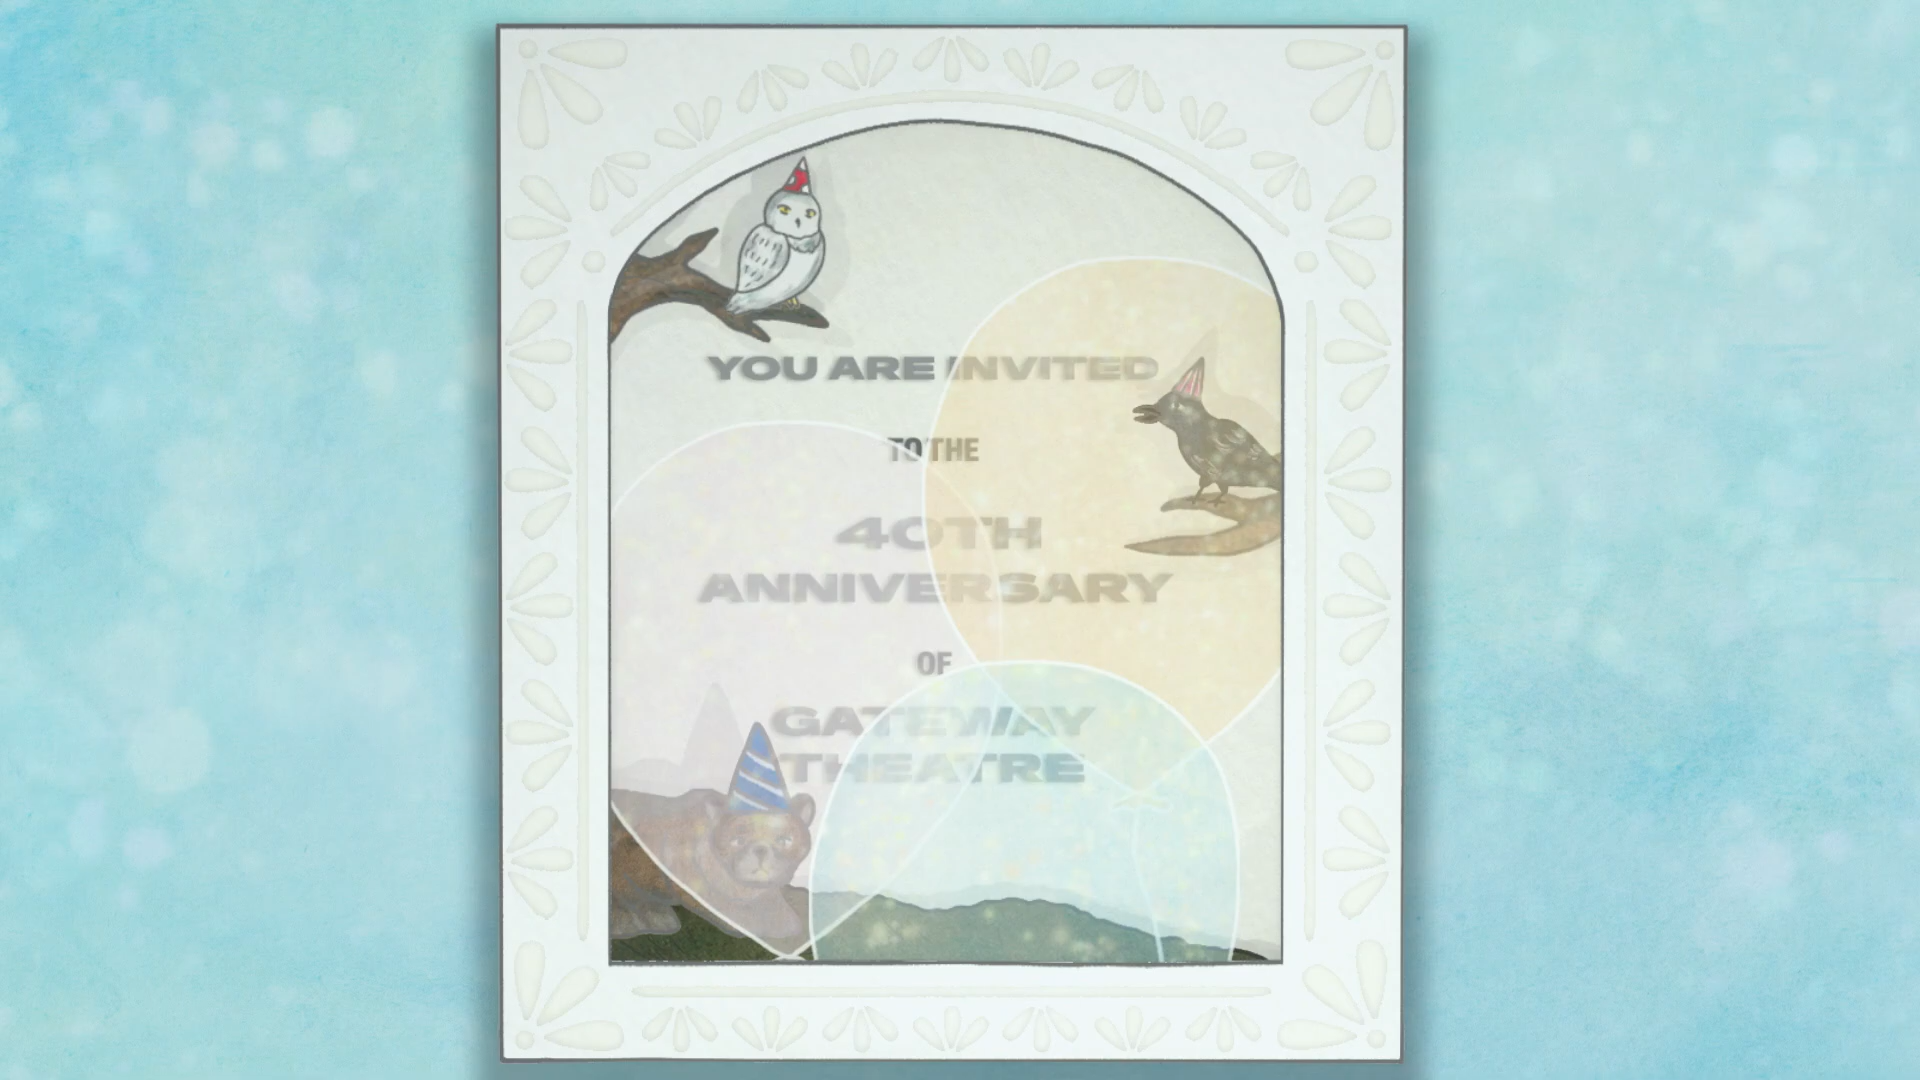 YOU ARE INVITED
TO THE
40TH
ANNIVERSARY
OF
GATEWAY
THEATRE